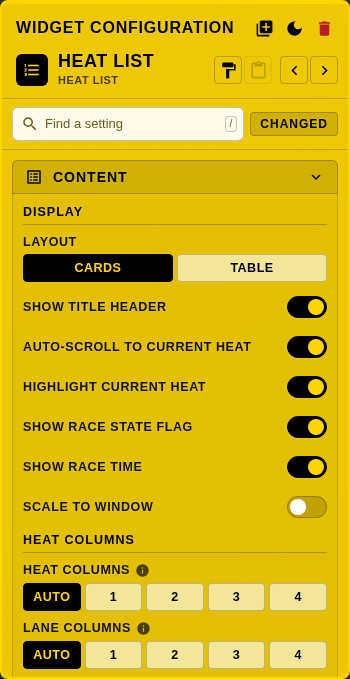 WIDGET CONFIGURATION
HEAT LIST
HEAT LIST
Find a setting
/
CHANGED
CONTENT
DISPLAY
LAYOUT
CARDS TABLE
SHOW TITLE HEADER
AUTO-SCROLL TO CURRENT HEAT
HIGHLIGHT CURRENT HEAT
SHOW RACE STATE FLAG
SHOW RACE TIME
SCALE TO WINDOW
HEAT COLUMNS
HEAT COLUMNS
AUTO 1 2 3 4
LANE COLUMNS
AUTO 1 2 3 4